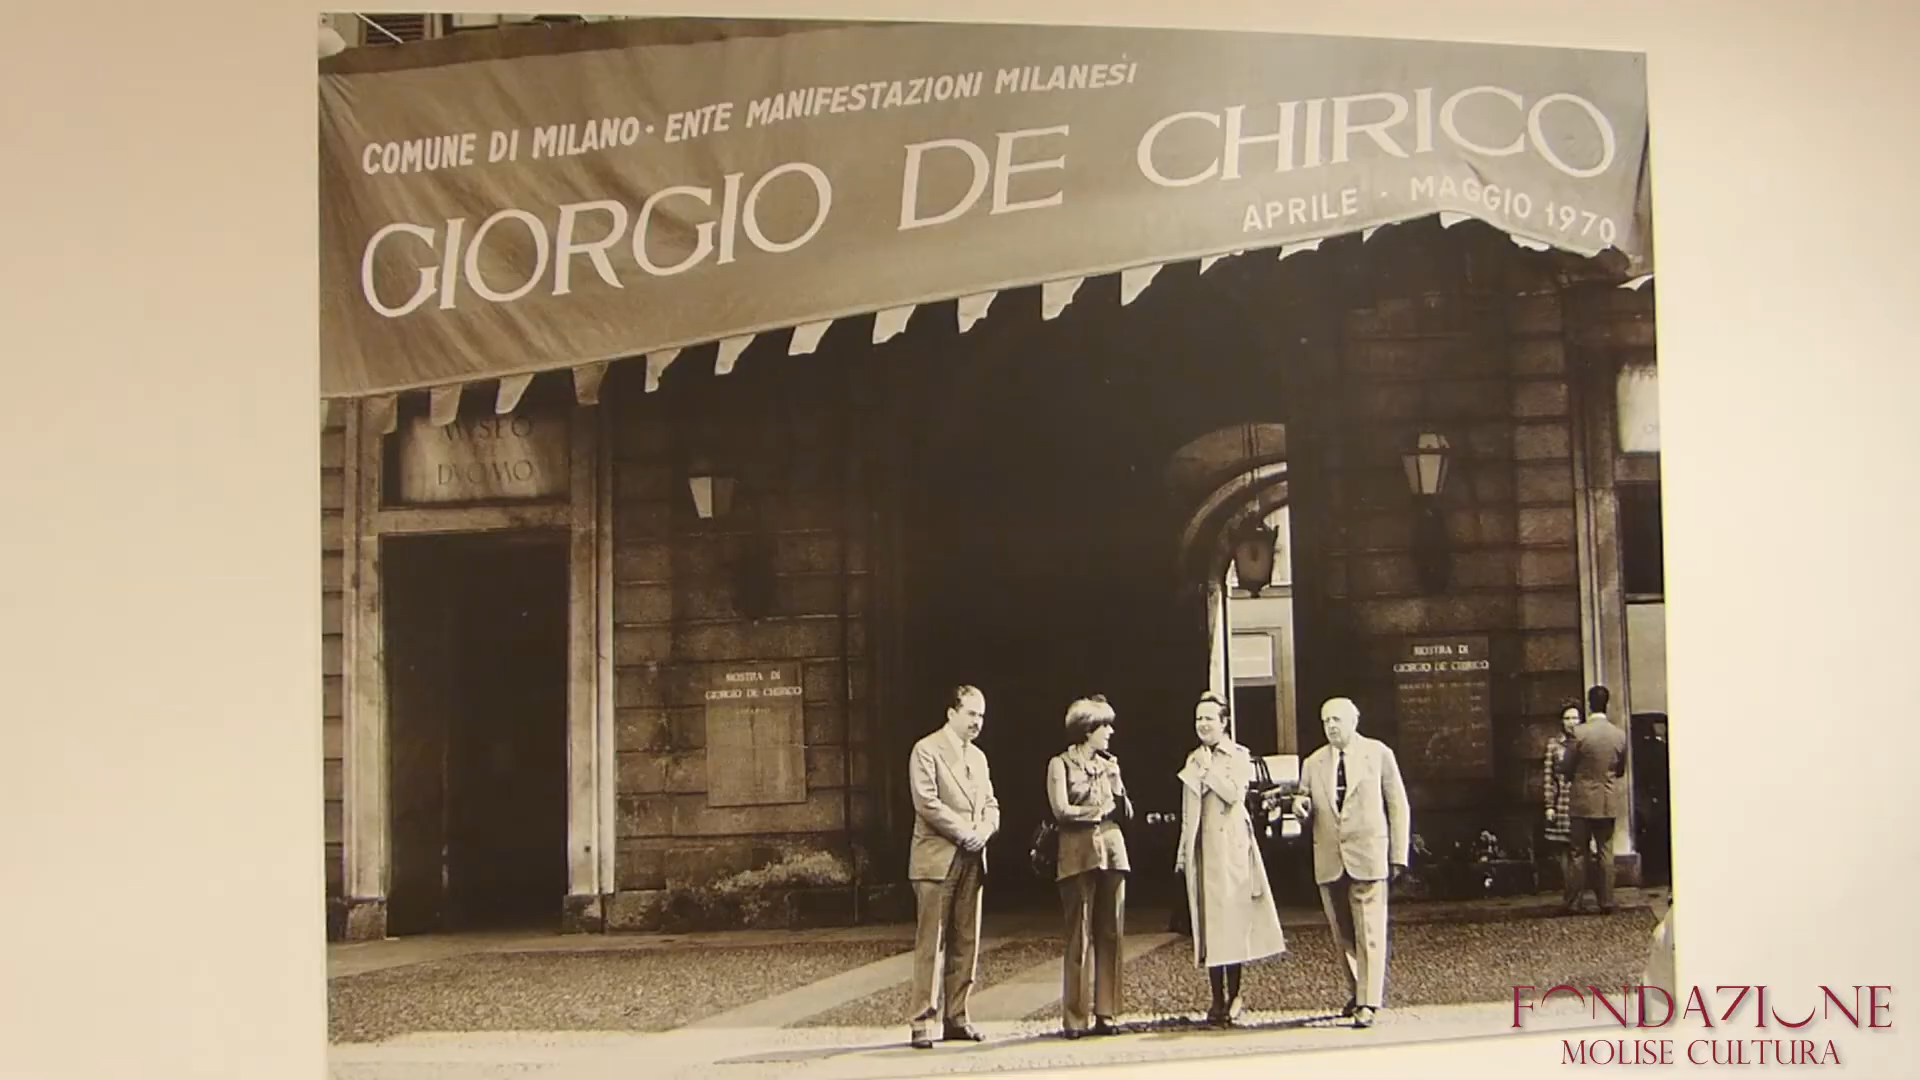 COMUNE DI MILANO · ENTE MANIFESTAZIONI MILANESI
GIORGIO DE CHIRICO
APRILE · MAGGIO 1970
MVSEO
DVOMO
MOSTRA DI
GIORGIO DE CHIRICO
MOSTRA DI
GIORGIO DE CHIRICO
FONDAZIONE
MOLISE CULTURA